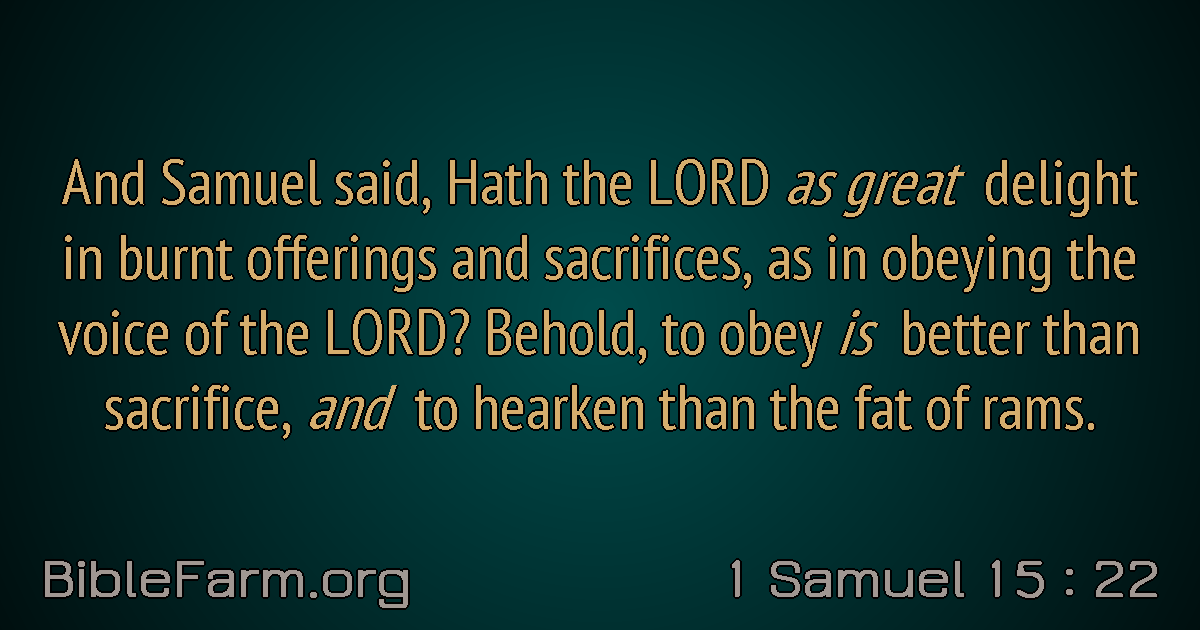 And Samuel said, Hath the LORD as great delight
in burnt offerings and sacrifices, as in obeying the
voice of the LORD? Behold, to obey is better than
sacrifice, and to hearken than the fat of rams.
BibleFarm.org
1 Samuel 15 : 22